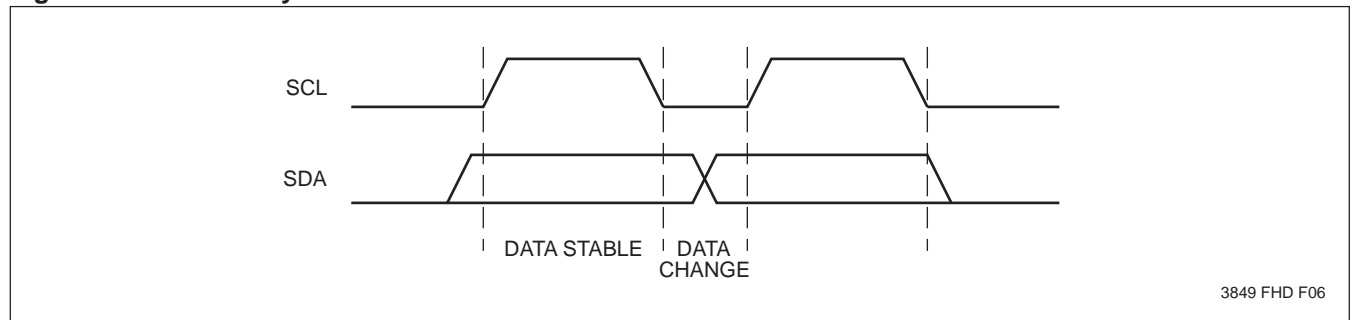 SCL
SDA
DATA STABLE
DATA
CHANGE
3849 FHD F06